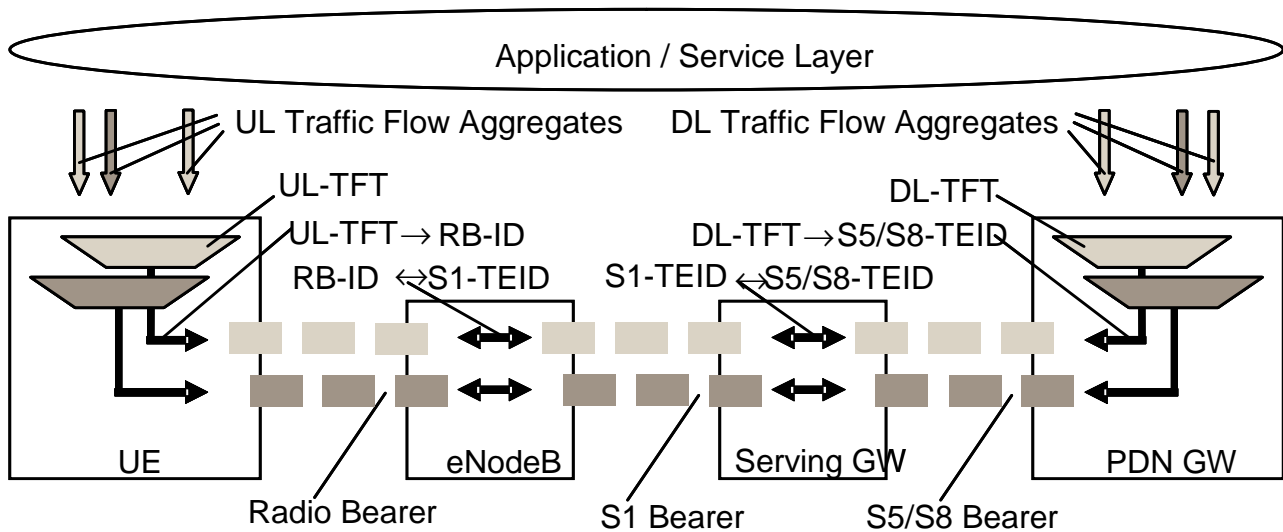 Application / Service Layer
UL Traffic Flow Aggregates
DL Traffic Flow Aggregates
UL-TFT
DL-TFT
UL-TFT → RB-ID
DL-TFT → S5/S8-TEID
RB-ID ↔ S1-TEID
S1-TEID ↔ S5/S8-TEID
UE
eNodeB
Serving GW
PDN GW
Radio Bearer
S1 Bearer
S5/S8 Bearer